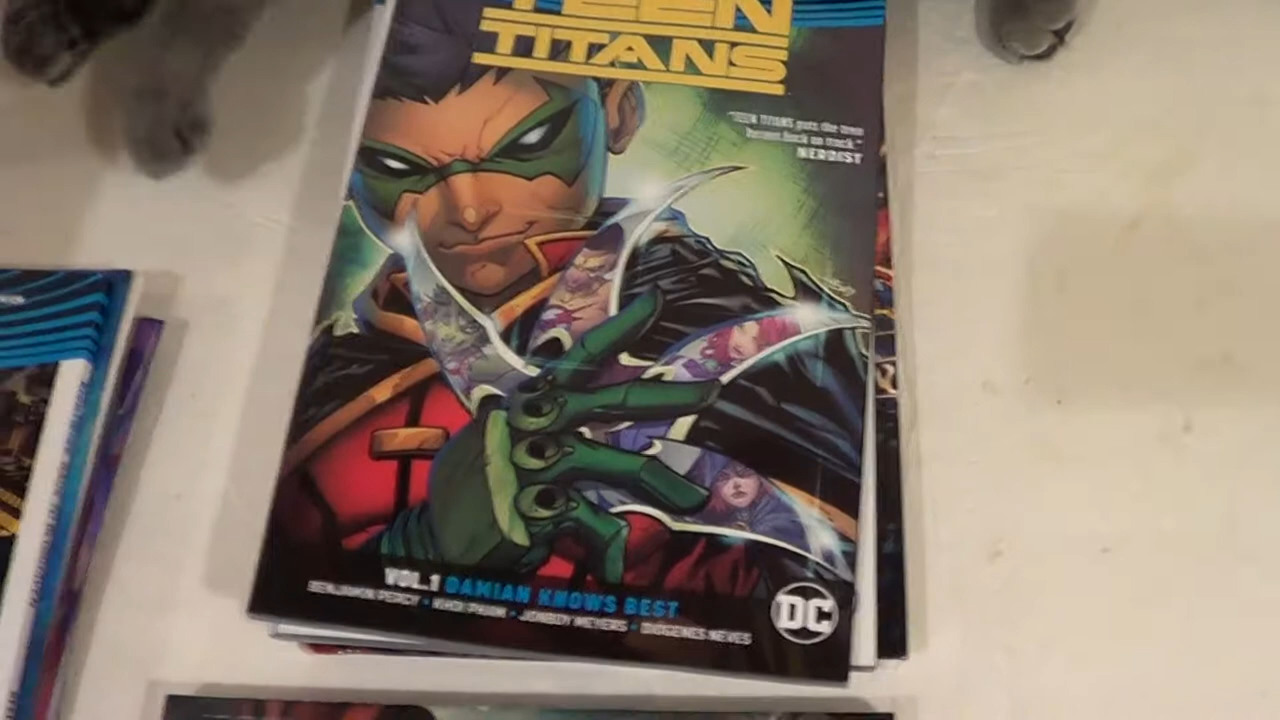 TEEN
TITANS
"TEEN TITANS puts the teen
heroes back on track."
NERDIST
VOL.1 DAMIAN KNOWS BEST
BENJAMIN PERCY • KHOI PHAM • JONBOY MEYERS • DIOGENES NEVES
DC